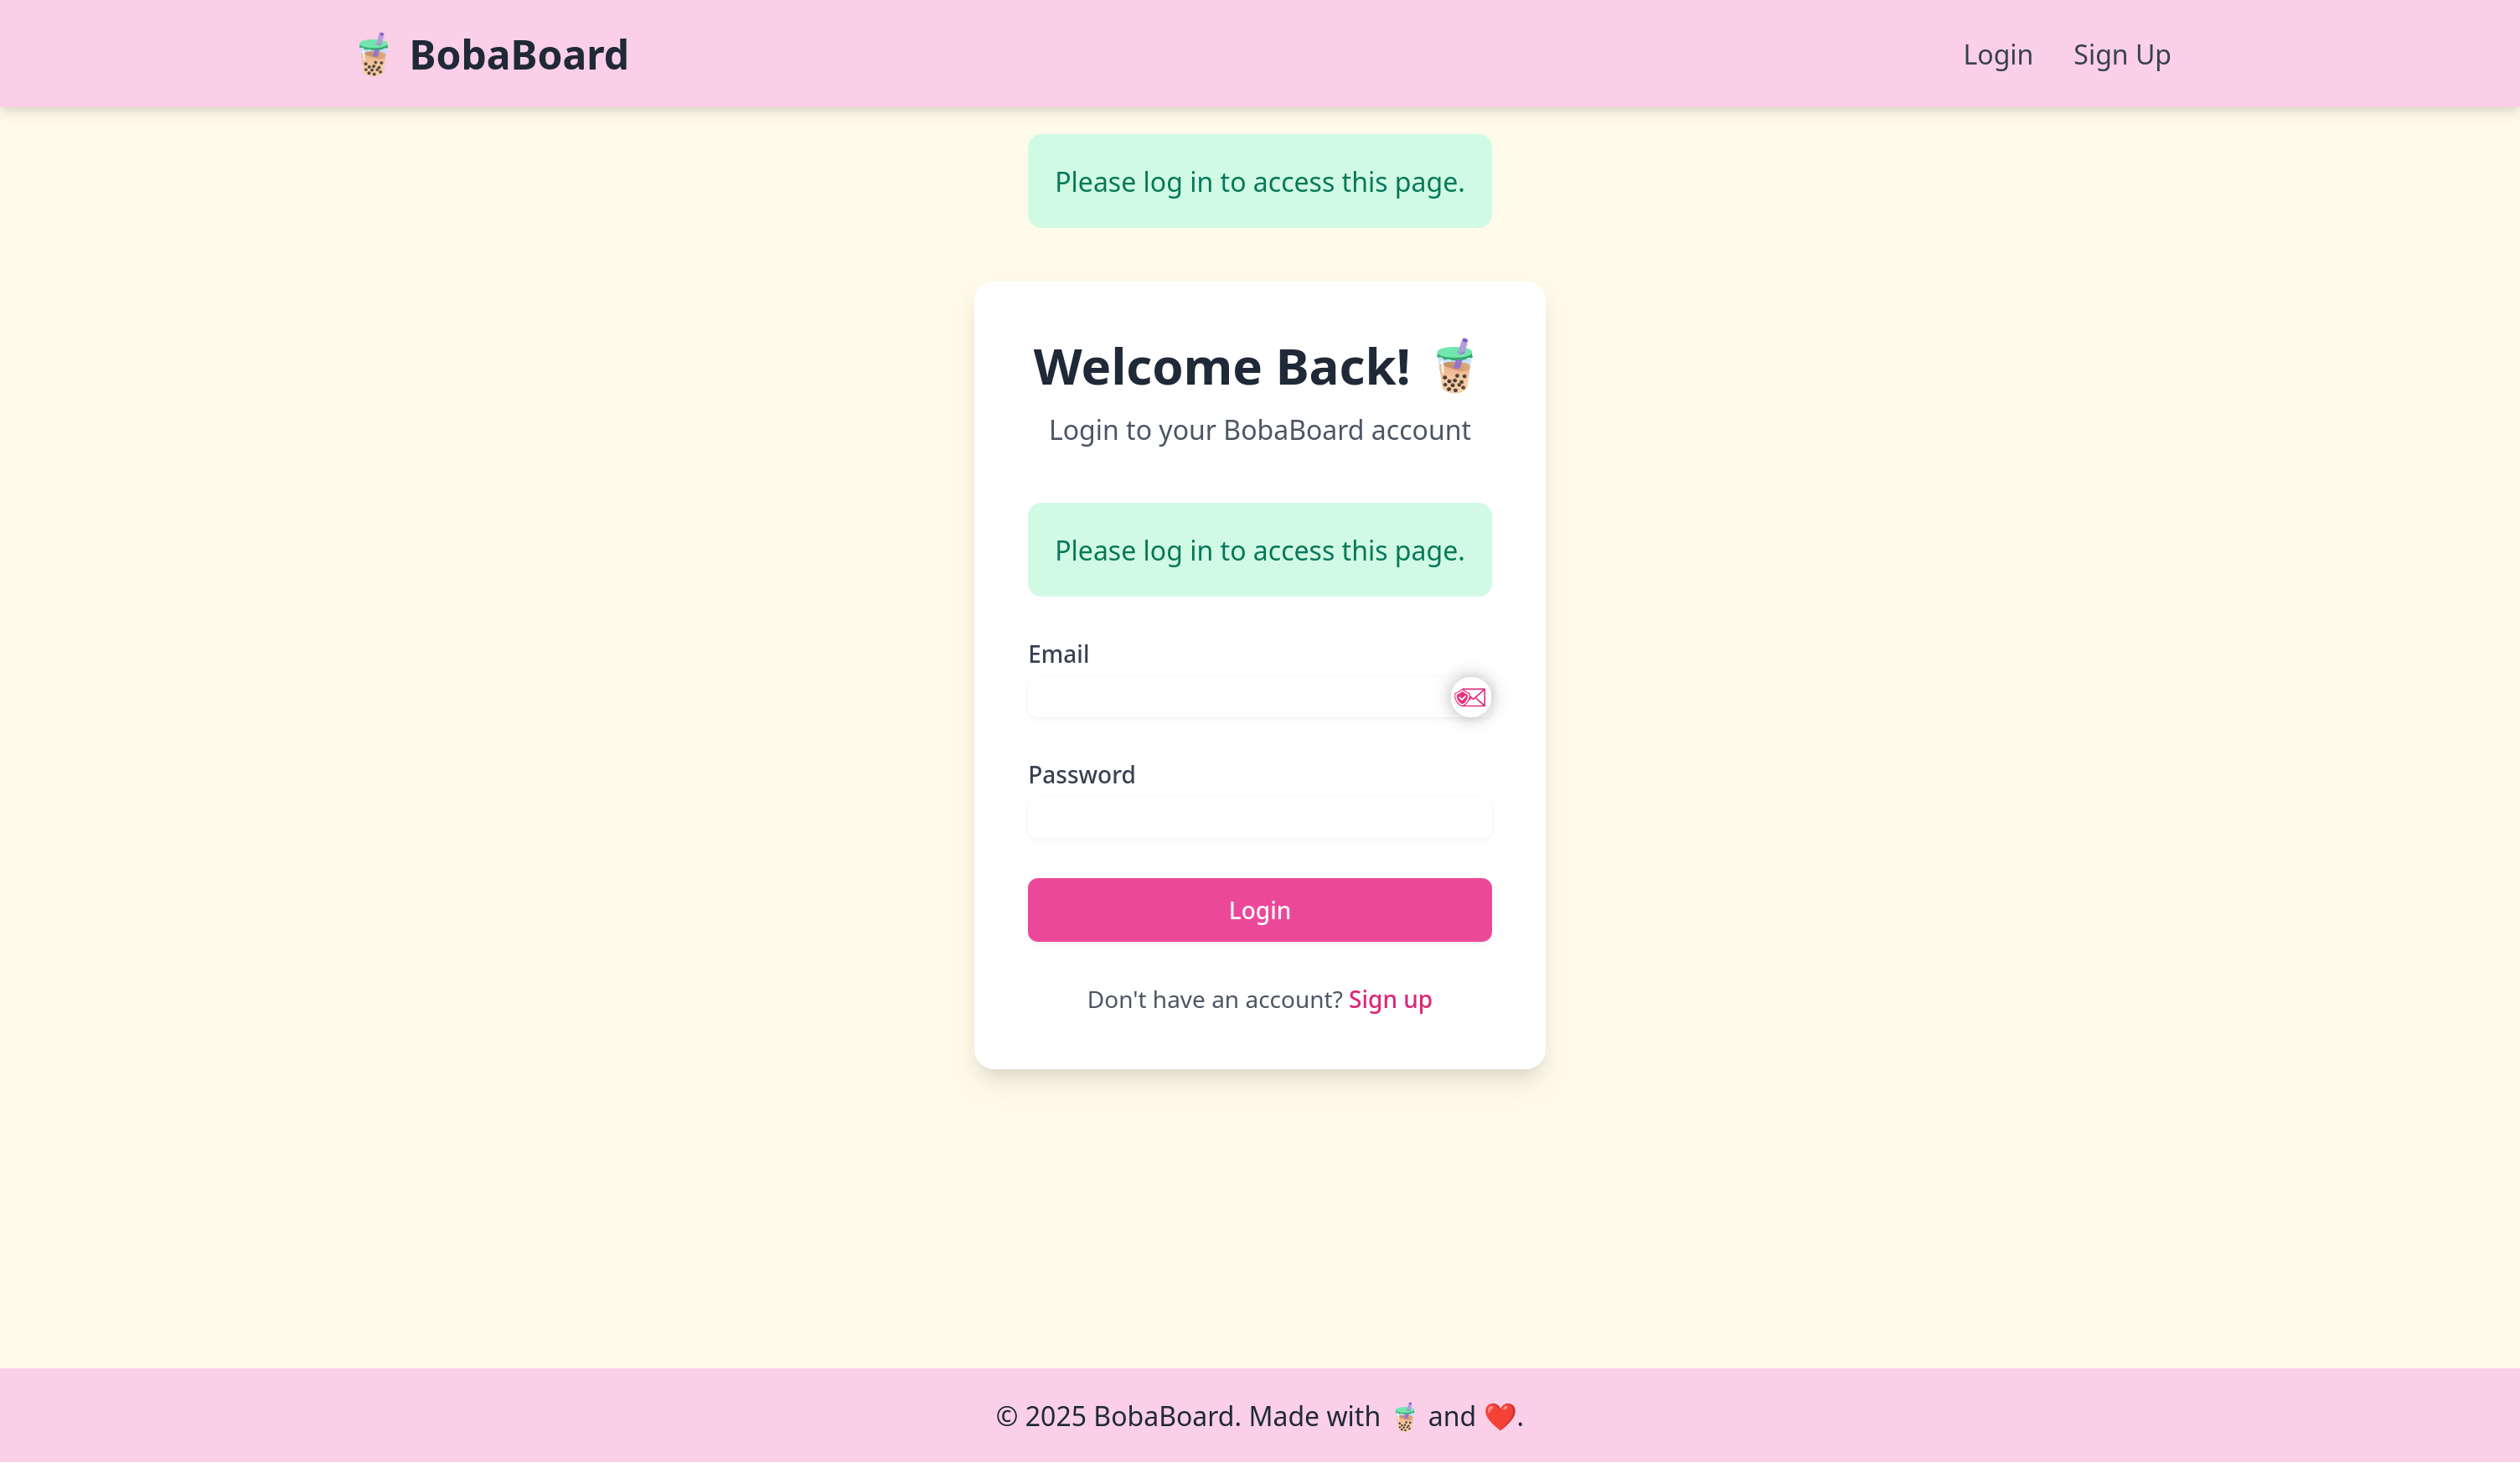 🧋 BobaBoard
Login
Sign Up
Please log in to access this page.
Welcome Back! 🧋
Login to your BobaBoard account
Please log in to access this page.
Email
Password
Login
Don't have an account? Sign up
© 2025 BobaBoard. Made with 🧋 and ❤️.